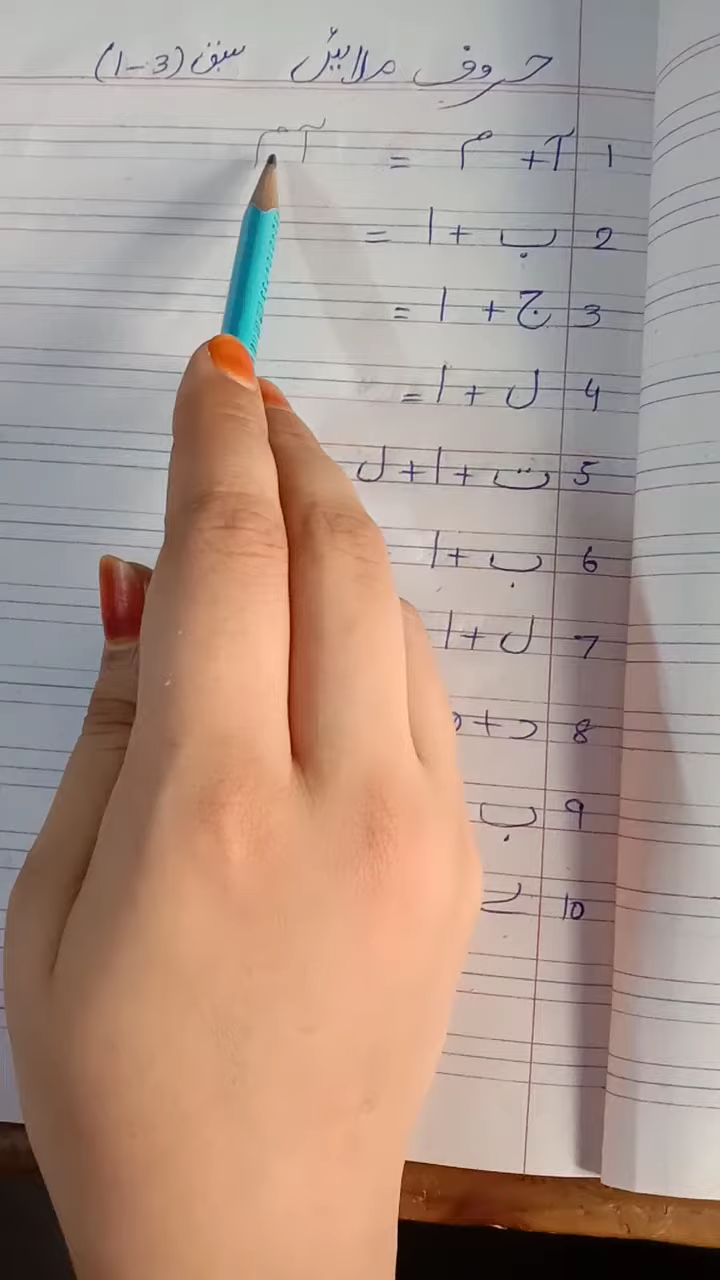 حروف ملائیں سبق (3-1)
1 آ + م = آم
2 ب + ا =
3 ج + ا =
4 ل + ا =
5 ت + ا + ل
6 ب + ا
7 ل + ا
8 د +
9 ب
10